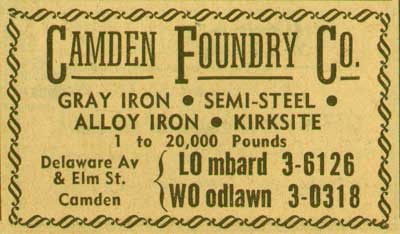 CAMDEN FOUNDRY CO.
GRAY IRON ● SEMI-STEEL ●
ALLOY IRON ● KIRKSITE
1 to 20,000 Pounds
Delaware Av
& Elm St.
Camden
LO mbard 3-6126
WO odlawn 3-0318